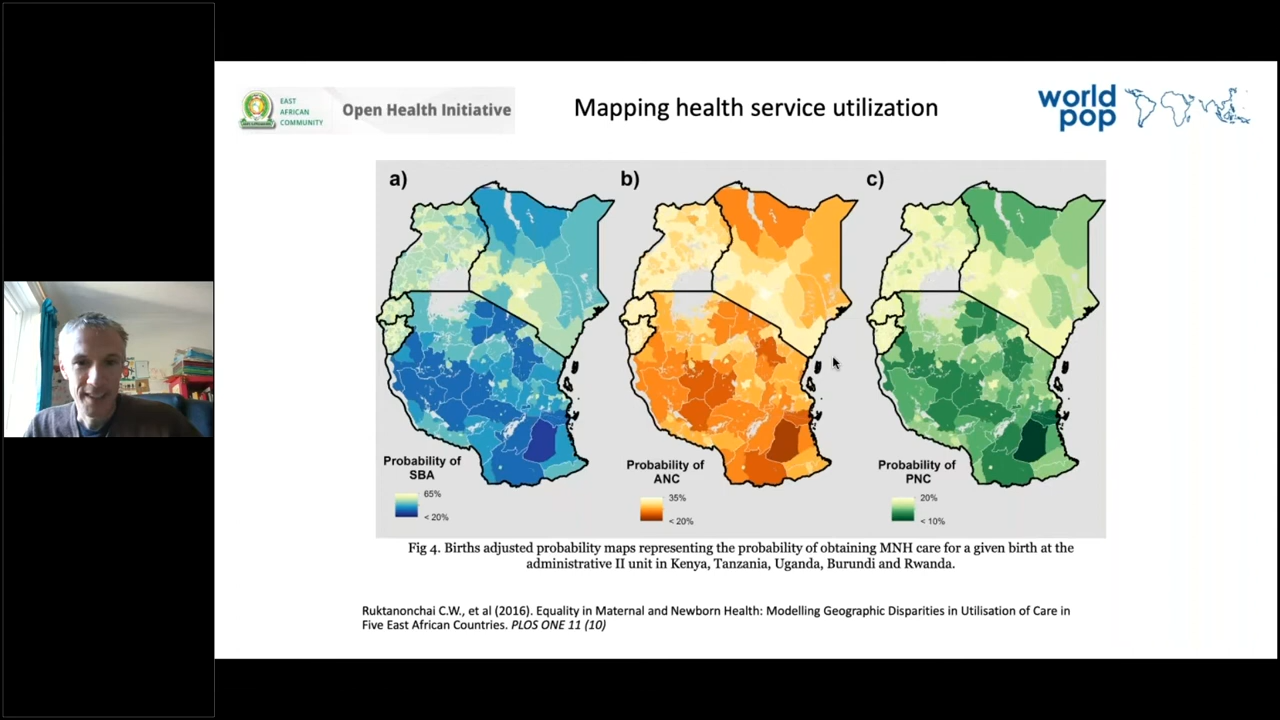 EAST
AFRICAN
COMMUNITY
Open Health Initiative
Mapping health service utilization
world
pop
a)
b)
c)
Probability of
SBA
65%
< 20%
Probability of
ANC
35%
< 20%
Probability of
PNC
20%
< 10%
Fig 4. Births adjusted probability maps representing the probability of obtaining MNH care for a given birth at the
administrative II unit in Kenya, Tanzania, Uganda, Burundi and Rwanda.
Ruktanonchai C.W., et al (2016). Equality in Maternal and Newborn Health: Modelling Geographic Disparities in Utilisation of Care in
Five East African Countries. PLOS ONE 11 (10)